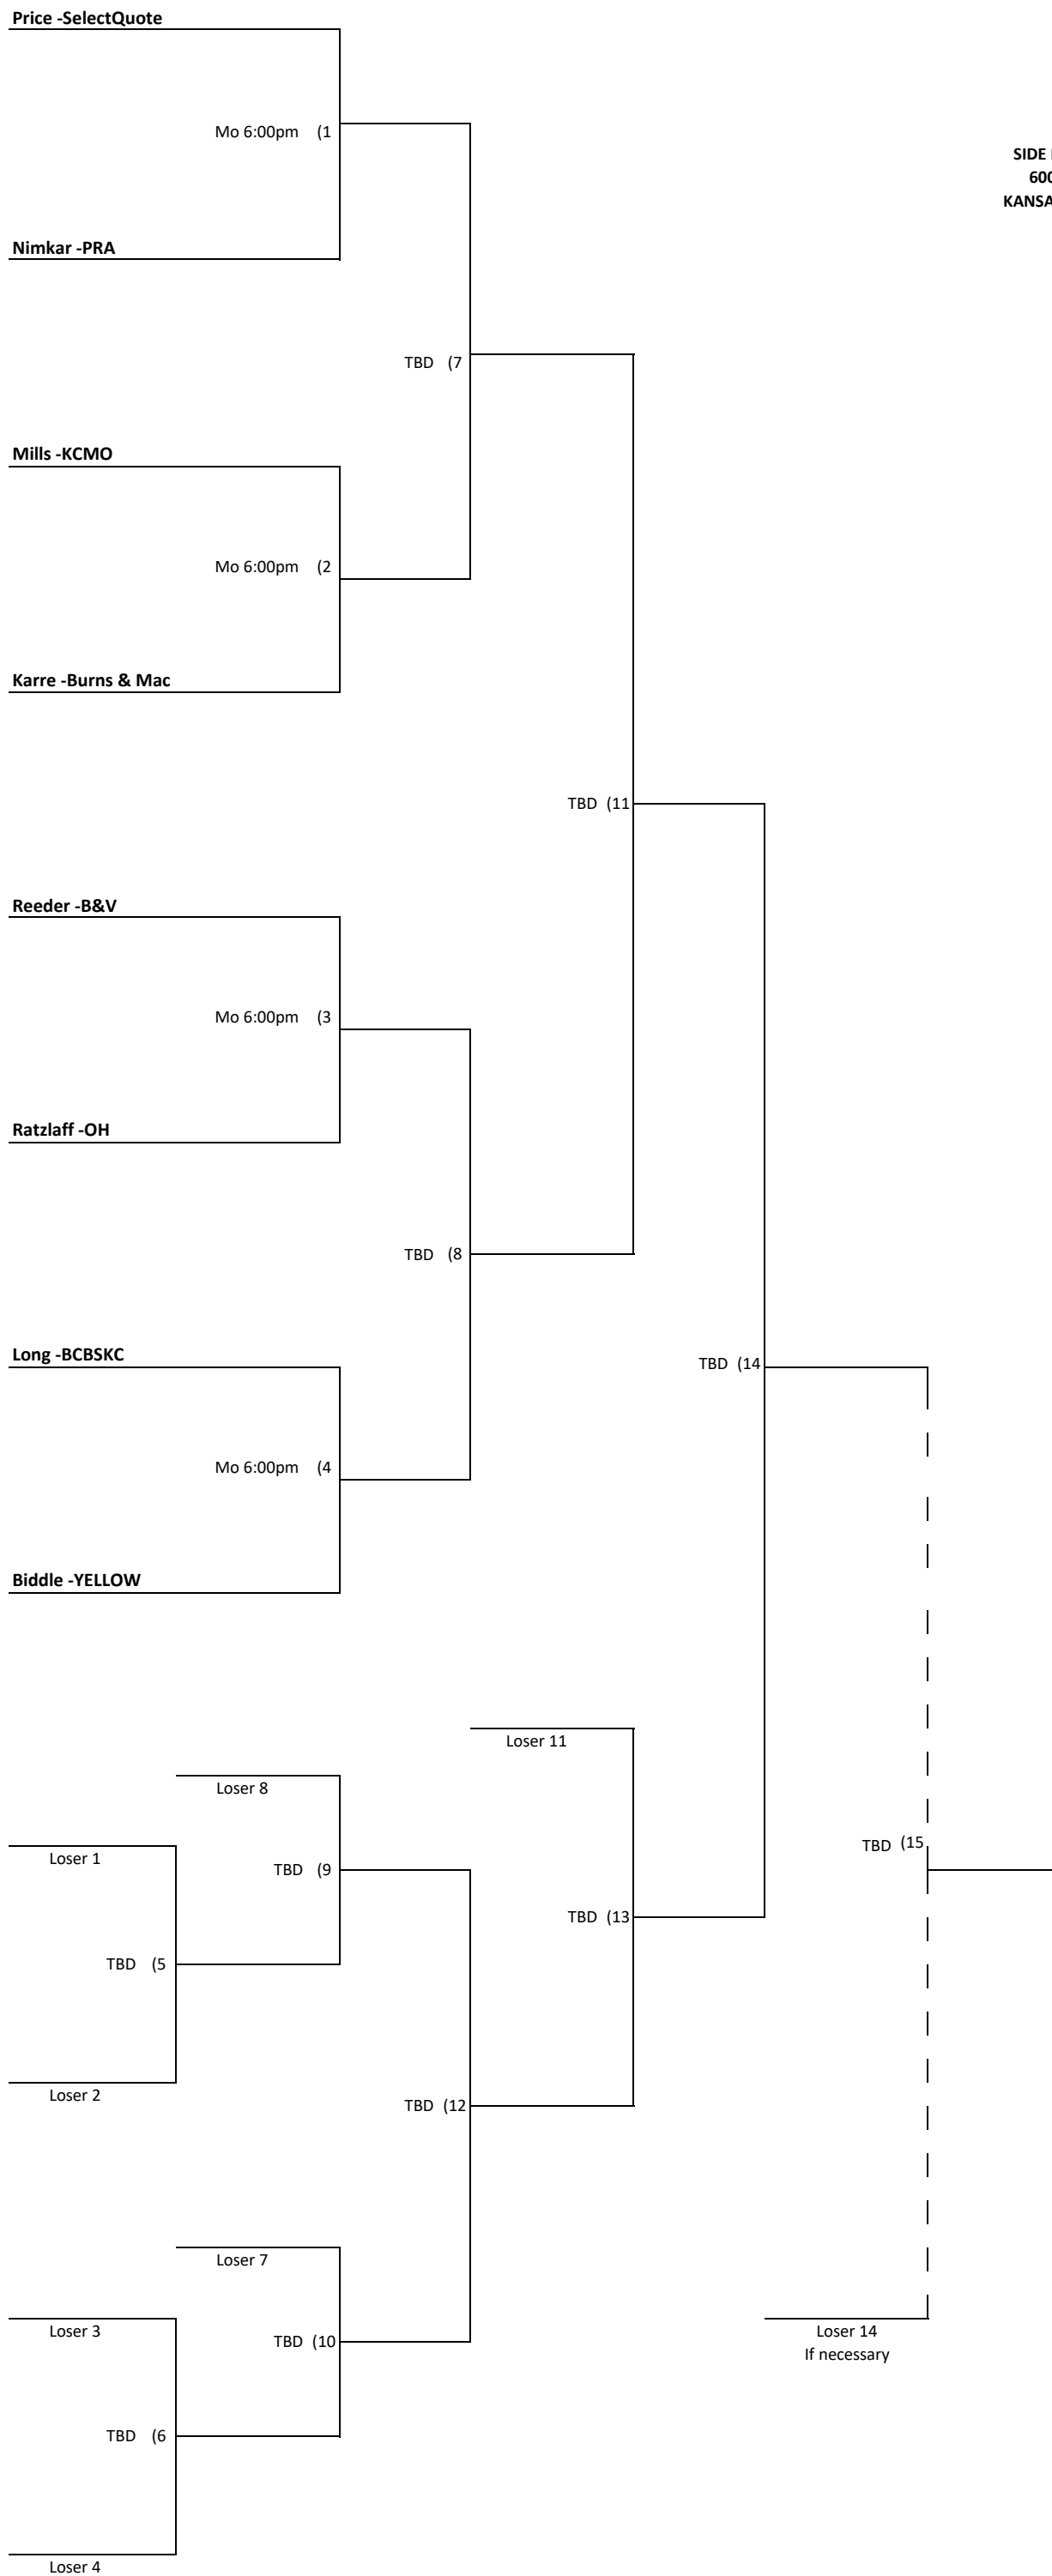 Price -SelectQuote
Mo 6:00pm (1
SIDE
600
KANSA
Nimkar -PRA
TBD (7
Mills -KCMO
Mo 6:00pm (2
Karre -Burns & Mac
TBD (11
Reeder -B&V
Mo 6:00pm (3
Ratzlaff -OH
TBD (8
Long -BCBSKC
TBD (14
Mo 6:00pm (4
Biddle -YELLOW
Loser 11
Loser 8
TBD (15
Loser 1
TBD (9
TBD (13
TBD (5
Loser 2
TBD (12
Loser 7
Loser 3
Loser 14
TBD (10
If necessary
TBD (6
Loser 4